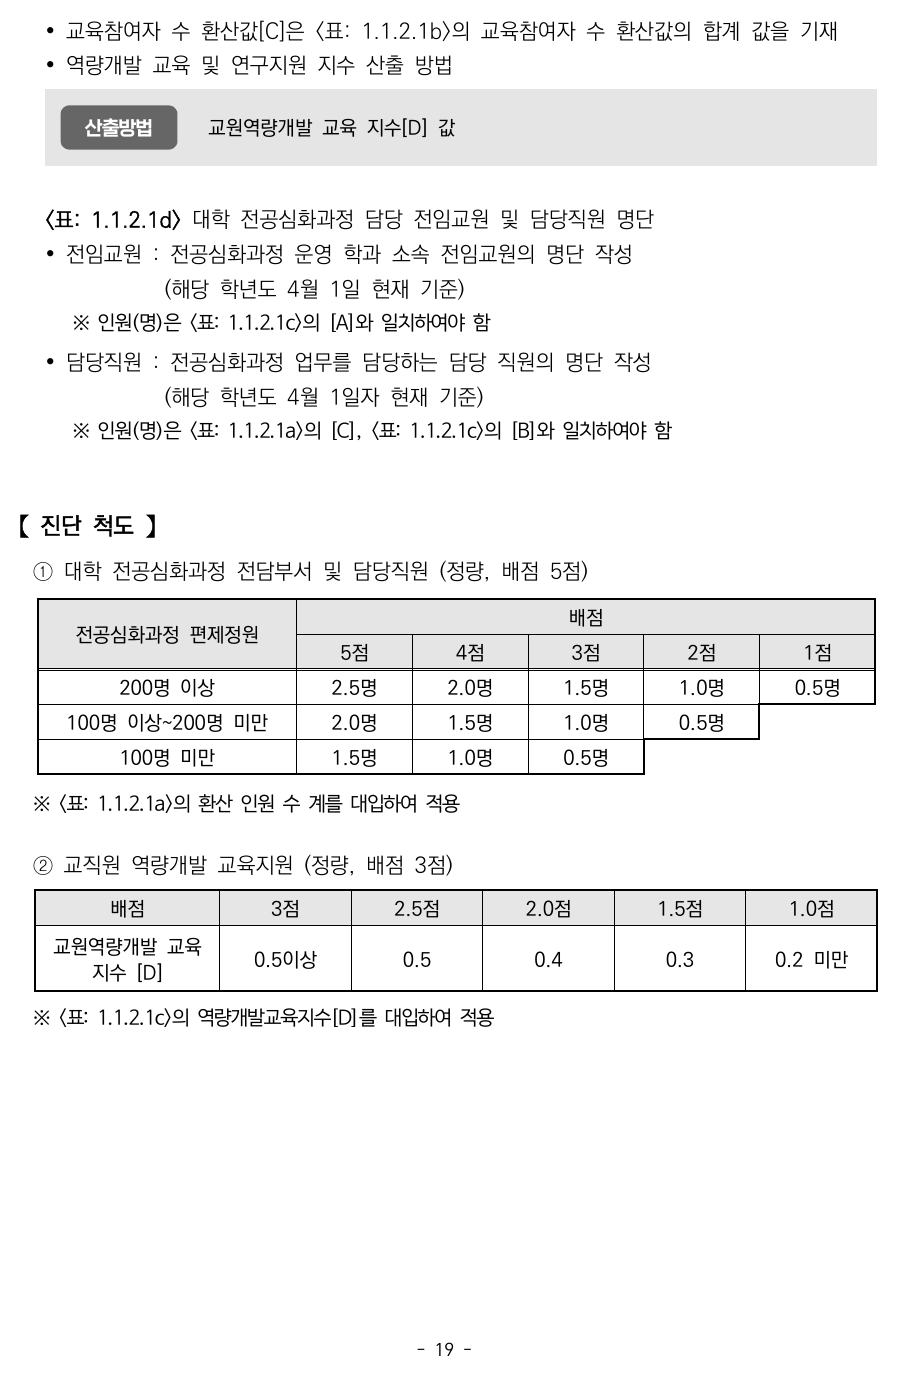 • 교육참여자 수 환산값[C]은 〈표: 1.1.2.1b〉의 교육참여자 수 환산값의 합계 값을 기재
• 역량개발 교육 및 연구지원 지수 산출 방법
산출방법 교원역량개발 교육 지수[D] 값
〈표: 1.1.2.1d〉 대학 전공심화과정 담당 전임교원 및 담당직원 명단
• 전임교원 : 전공심화과정 운영 학과 소속 전임교원의 명단 작성
(해당 학년도 4월 1일 현재 기준)
※ 인원(명)은 〈표: 1.1.2.1c〉의 [A]와 일치하여야 함
• 담당직원 : 전공심화과정 업무를 담당하는 담당 직원의 명단 작성
(해당 학년도 4월 1일자 현재 기준)
※ 인원(명)은 〈표: 1.1.2.1a〉의 [C], 〈표: 1.1.2.1c〉의 [B]와 일치하여야 함
【 진단 척도 】
① 대학 전공심화과정 전담부서 및 담당직원 (정량, 배점 5점)
전공심화과정 편제정원 배점
5점 4점 3점 2점 1점
200명 이상 2.5명 2.0명 1.5명 1.0명 0.5명
100명 이상~200명 미만 2.0명 1.5명 1.0명 0.5명
100명 미만 1.5명 1.0명 0.5명
※ 〈표: 1.1.2.1a〉의 환산 인원 수 계를 대입하여 적용
② 교직원 역량개발 교육지원 (정량, 배점 3점)
배점 3점 2.5점 2.0점 1.5점 1.0점
교원역량개발 교육
지수 [D] 0.5이상 0.5 0.4 0.3 0.2 미만
※ 〈표: 1.1.2.1c〉의 역량개발교육지수[D]를 대입하여 적용
- 19 -